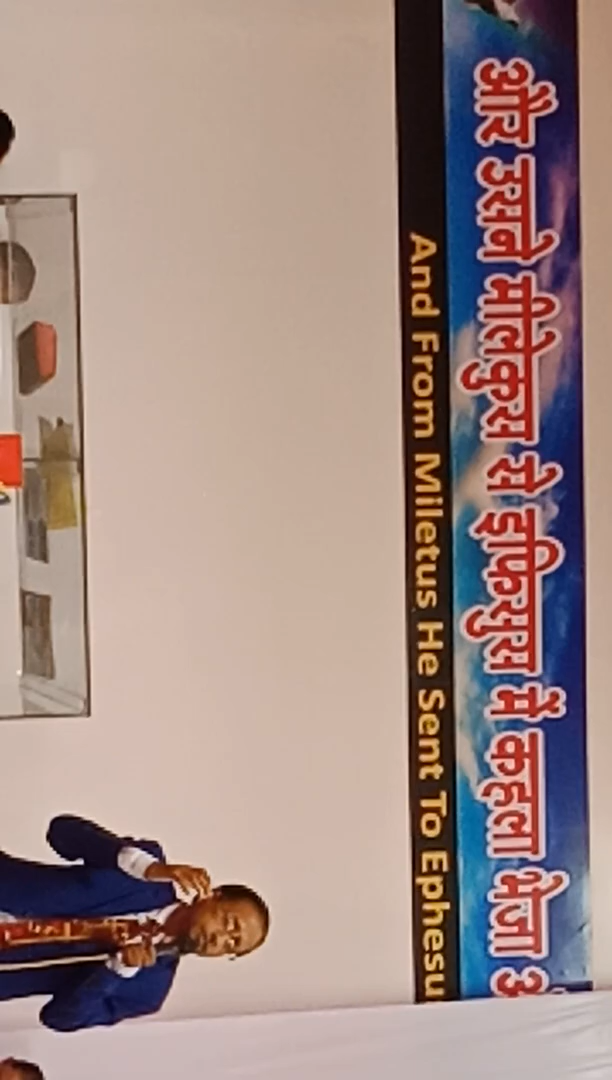 और उसने मीलेकुस से इफिसुस में कहला भेजा
And From Miletus He Sent To Ephesu